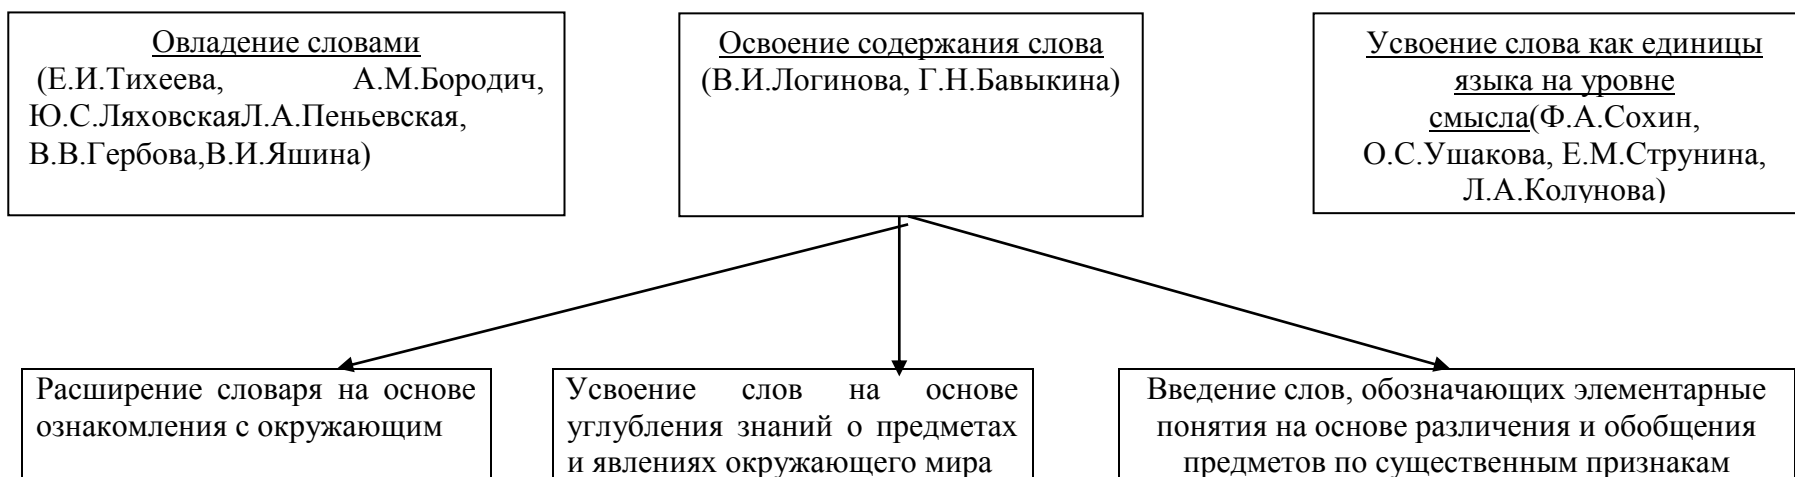 Овладение словами
(Е.И.Тихеева, А.М.Бородич,
Ю.С.ЛяховскаяЛ.А.Пеньевская,
В.В.Гербова,В.И.Яшина)
Освоение содержания слова
(В.И.Логинова, Г.Н.Бавыкина)
Усвоение слова как единицы
языка на уровне
смысла(Ф.А.Сохин,
О.С.Ушакова, Е.М.Струнина,
Л.А.Колунова)
Расширение словаря на основе
ознакомления с окружающим
Усвоение слов на основе
углубления знаний о предметах
и явлениях окружающего мира
Введение слов, обозначающих элементарные
понятия на основе различения и обобщения
предметов по существенным признакам